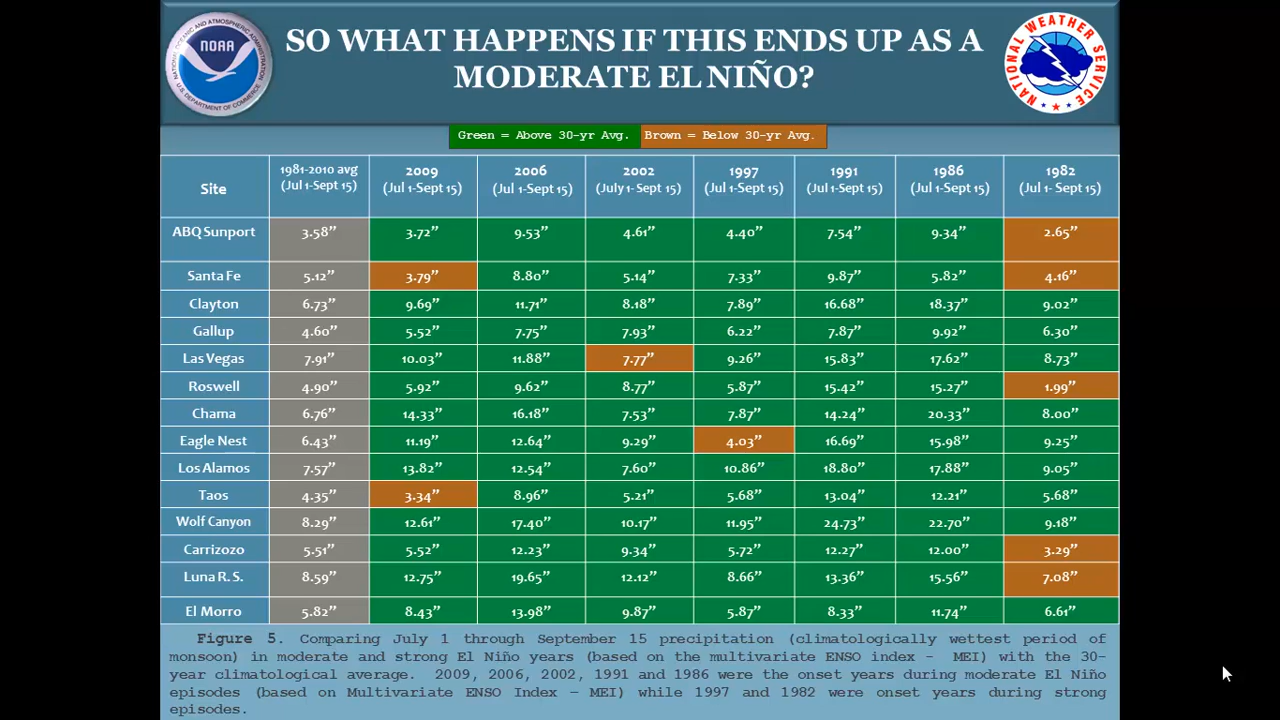 SO WHAT HAPPENS IF THIS ENDS UP AS A
MODERATE EL NIÑO?
NOAA
NATIONAL OCEANIC AND ATMOSPHERIC ADMINISTRATION
U.S. DEPARTMENT OF COMMERCE
NATIONAL WEATHER SERVICE
Green = Above 30-yr Avg. Brown = Below 30-yr Avg.
Site 1981-2010 avg (Jul 1-Sept 15) 2009 (Jul 1-Sept 15) 2006 (Jul 1-Sept 15) 2002 (July 1- Sept 15) 1997 (Jul 1-Sept 15) 1991 (Jul 1-Sept 15) 1986 (Jul 1-Sept 15) 1982 (Jul 1- Sept 15)
ABQ Sunport 3.58” 3.72” 9.53” 4.61” 4.40” 7.54” 9.34” 2.65”
Santa Fe 5.12” 3.79” 8.80” 5.14” 7.33” 9.87” 5.82” 4.16”
Clayton 6.73” 9.69” 11.71” 8.18” 7.89” 16.68” 18.37” 9.02”
Gallup 4.60” 5.52” 7.75” 7.93” 6.22” 7.87” 9.92” 6.30”
Las Vegas 7.91” 10.03” 11.88” 7.77” 9.26” 15.83” 17.62” 8.73”
Roswell 4.90” 5.92” 9.62” 8.77” 5.87” 15.42” 15.27” 1.99”
Chama 6.76” 14.33” 16.18” 7.53” 7.87” 14.24” 20.33” 8.00”
Eagle Nest 6.43” 11.19” 12.64” 9.29” 4.03” 16.69” 15.98” 9.25”
Los Alamos 7.57” 13.82” 12.54” 7.60” 10.86” 18.80” 17.88” 9.05”
Taos 4.35” 3.34” 8.96” 5.21” 5.68” 13.04” 12.21” 5.68”
Wolf Canyon 8.29” 12.61” 17.40” 10.17” 11.95” 24.73” 22.70” 9.18”
Carrizozo 5.51” 5.52” 12.23” 9.34” 5.72” 12.27” 12.00” 3.29”
Luna R. S. 8.59” 12.75” 19.65” 12.12” 8.66” 13.36” 15.56” 7.08”
El Morro 5.82” 8.43” 13.98” 9.87” 5.87” 8.33” 11.74” 6.61”
Figure 5. Comparing July 1 through September 15 precipitation (climatologically wettest period of
monsoon) in moderate and strong El Niño years (based on the multivariate ENSO index - MEI) with the 30-
year climatological average. 2009, 2006, 2002, 1991 and 1986 were the onset years during moderate El Niño
episodes (based on Multivariate ENSO Index – MEI) while 1997 and 1982 were onset years during strong
episodes.